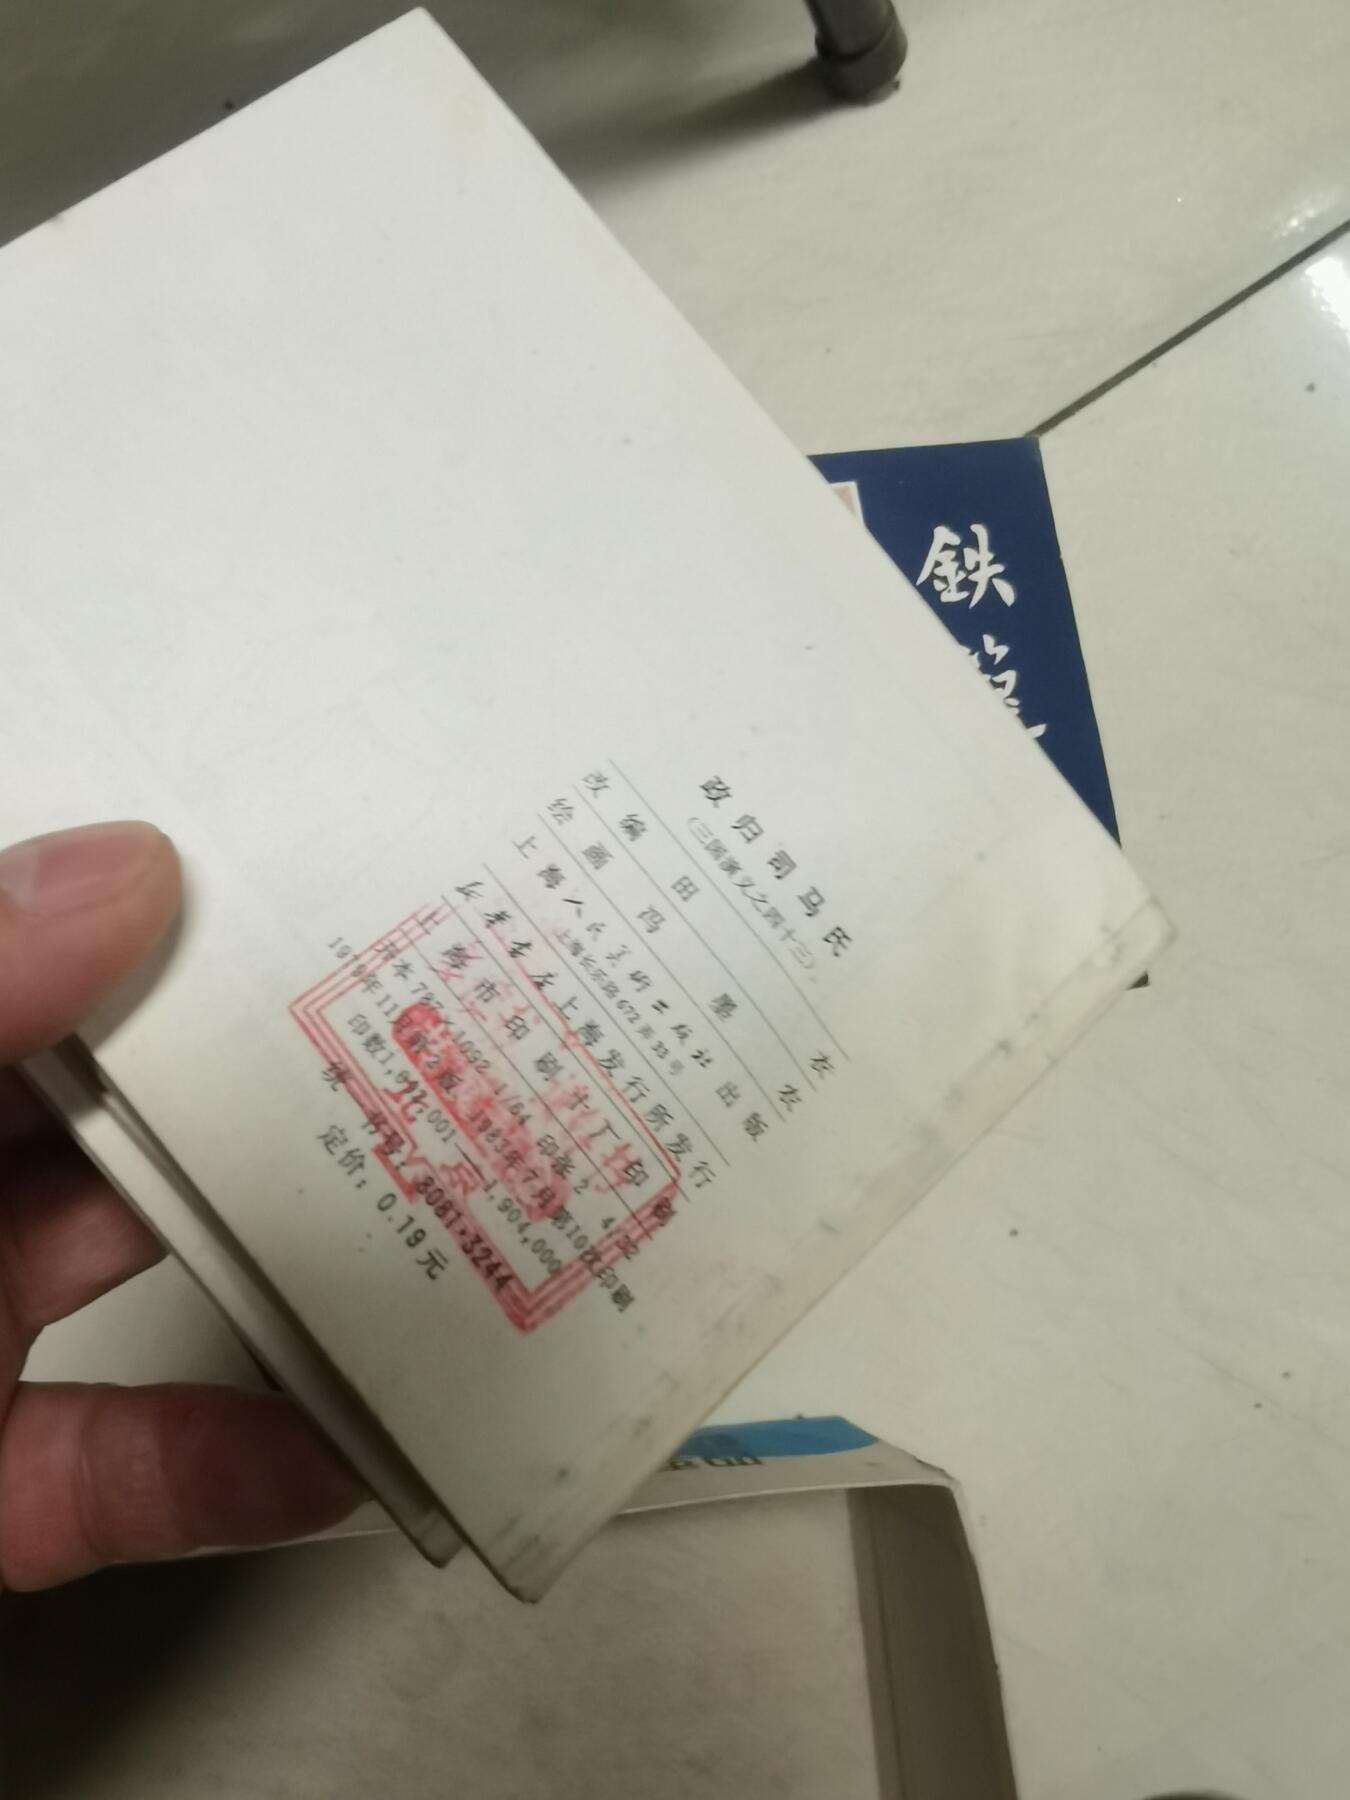 政归司马氏
(三国演义之四十三)
改编 田 衣
绘画 冯 墨 农
上海人民美術出版社 出版
上海长乐路672弄33号
新华书店上海发行所发行
上海市印刷十厂印刷
开本787×1092 1/64 印张2 4/32
1979年11月第2版 1983年7月第10次印刷
001—1,904,000
统一书号:8081·3244
定价:0.19元
鉄
籠